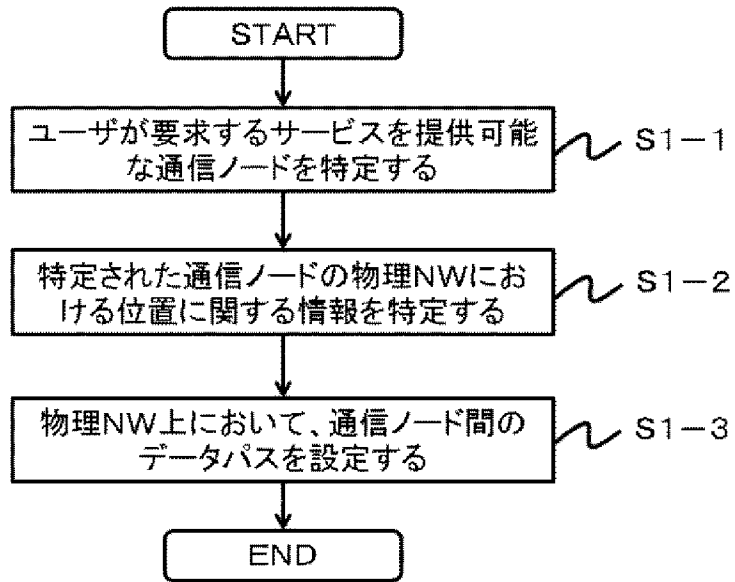 START
ユーザが要求するサービスを提供可能
な通信ノードを特定する
S1－1
特定された通信ノードの物理NWにお
ける位置に関する情報を特定する
S1－2
物理NW上において、通信ノード間の
データパスを設定する
S1－3
END